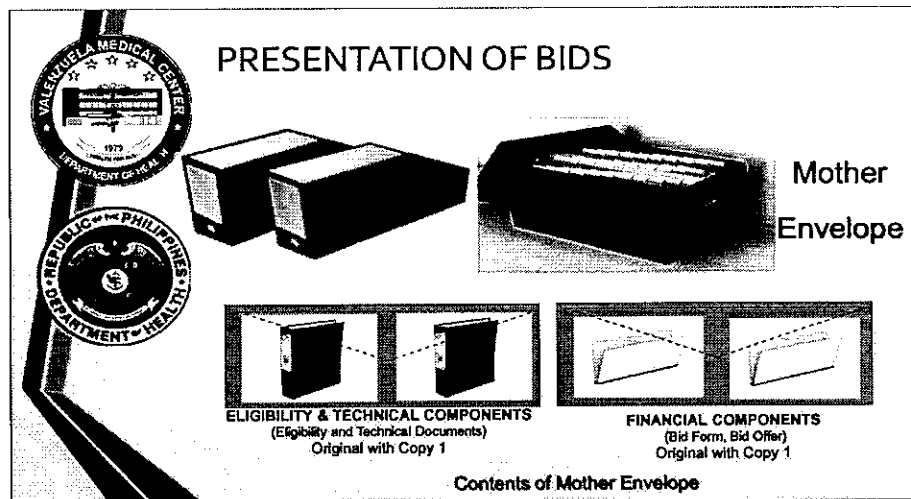 PRESENTATION OF BIDS
VALENZUELA MEDICAL CENTER
1979
DEPARTMENT OF HEALTH
REPUBLIC OF THE PHILIPPINES
DEPARTMENT OF HEALTH
Mother
Envelope
ELIGIBILITY & TECHNICAL COMPONENTS
(Eligibility and Technical Documents)
Original with Copy 1
FINANCIAL COMPONENTS
(Bid Form, Bid Offer)
Original with Copy 1
Contents of Mother Envelope